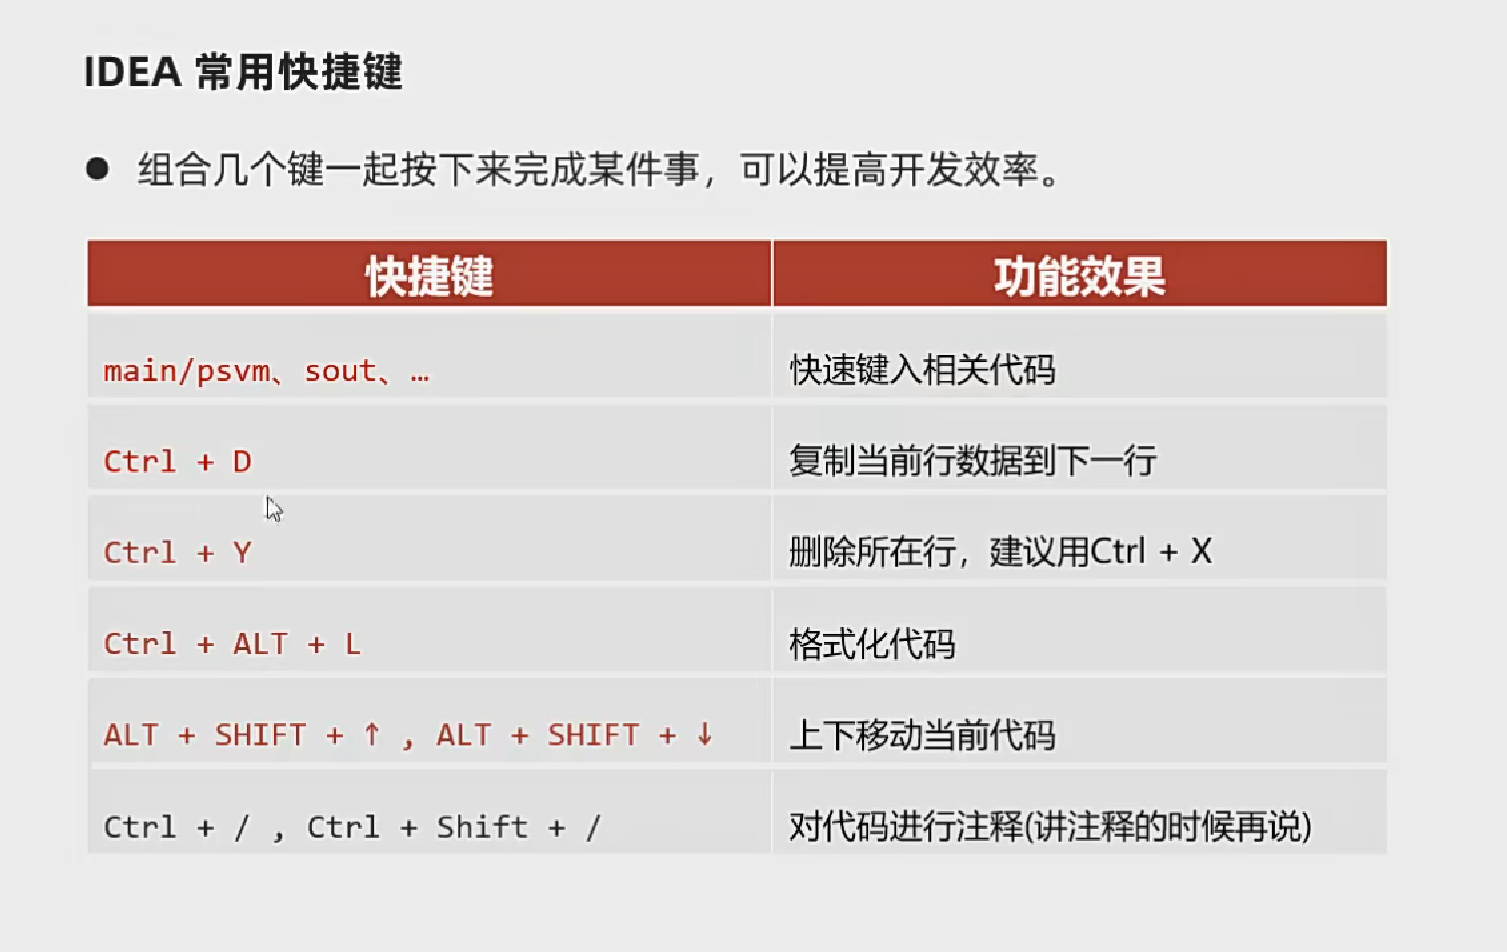 IDEA 常用快捷键
● 组合几个键一起按下来完成某件事，可以提高开发效率。
快捷键 功能效果
main/psvm、sout、… 快速键入相关代码
Ctrl + D 复制当前行数据到下一行
Ctrl + Y 删除所在行，建议用Ctrl + X
Ctrl + ALT + L 格式化代码
ALT + SHIFT + ↑ , ALT + SHIFT + ↓ 上下移动当前代码
Ctrl + / , Ctrl + Shift + / 对代码进行注释(讲注释的时候再说)